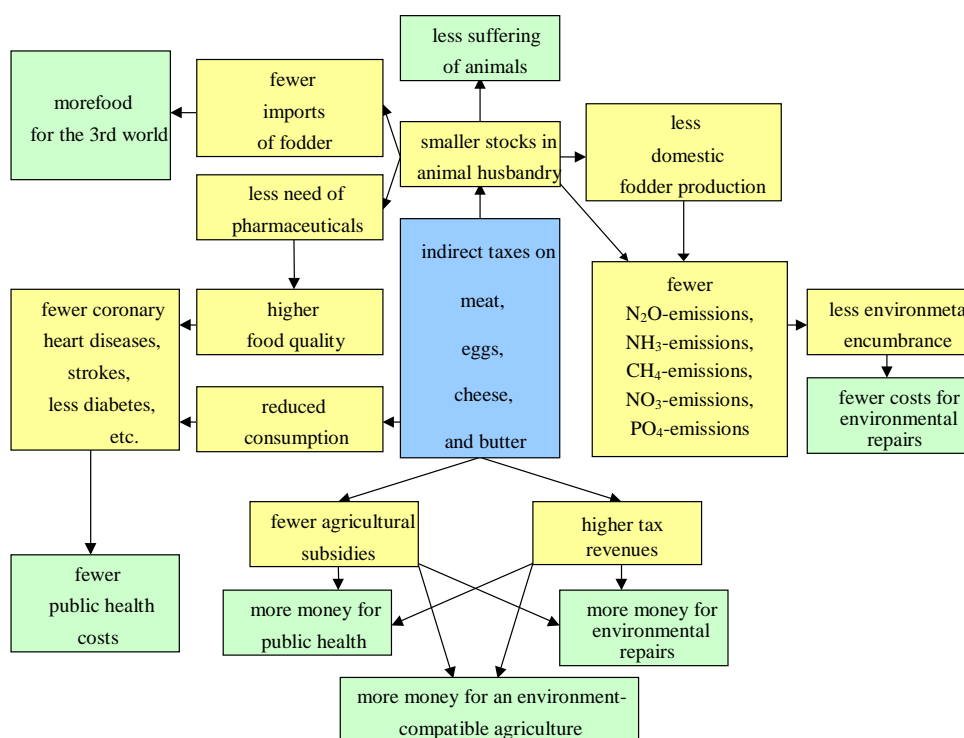 less suffering
of animals
morefood
for the 3rd world
fewer
imports
of fodder
smaller stocks in
animal husbandry
less
domestic
fodder production
less need of
pharmaceuticals
indirect taxes on
meat,
eggs,
cheese,
and butter
fewer coronary
heart diseases,
strokes,
less diabetes,
etc.
higher
food quality
reduced
consumption
fewer
N₂O-emissions,
NH₃-emissions,
CH₄-emissions,
NO₃-emissions,
PO₄-emissions
less environmeta
encumbrance
fewer costs for
environmental
repairs
fewer agricultural
subsidies
higher tax
revenues
fewer
public health
costs
more money for
public health
more money for
environmental
repairs
more money for an environment-
compatible agriculture